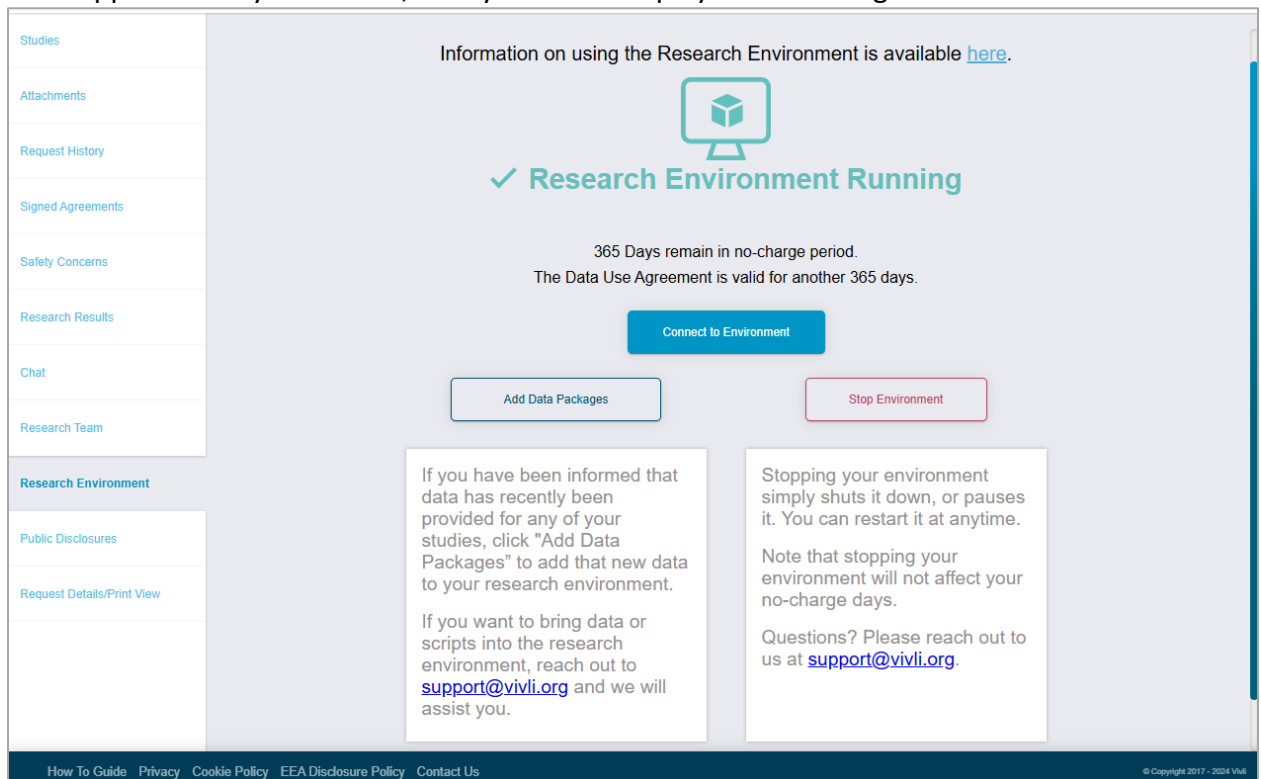 Studies
Attachments
Request History
Signed Agreements
Safety Concerns
Research Results
Chat
Research Team
Research Environment
Public Disclosures
Request Details/Print View
Information on using the Research Environment is available here.
✓ Research Environment Running
365 Days remain in no-charge period.
The Data Use Agreement is valid for another 365 days.
Connect to Environment
Add Data Packages
Stop Environment
If you have been informed that
data has recently been
provided for any of your
studies, click "Add Data
Packages” to add that new data
to your research environment.
If you want to bring data or
scripts into the research
environment, reach out to
support@vivli.org and we will
assist you.
Stopping your environment
simply shuts it down, or pauses
it. You can restart it at anytime.
Note that stopping your
environment will not affect your
no-charge days.
Questions? Please reach out to
us at support@vivli.org.
How To Guide Privacy Cookie Policy EEA Disclosure Policy Contact Us
© Copyright 2017 - 2024 Vivli